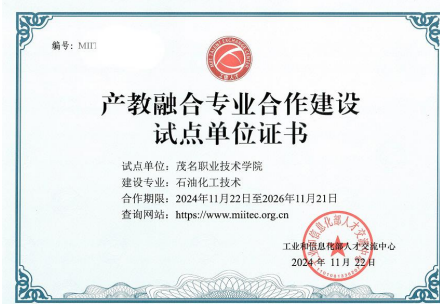 编号：MIIT
产教融合专业合作建设
试点单位证书
试点单位：茂名职业技术学院
建设专业：石油化工技术
合作期限：2024年11月22日至2026年11月21日
查询网站：https://www.miitec.org.cn
工业和信息化部人才交流中心
2024年 11月 22日